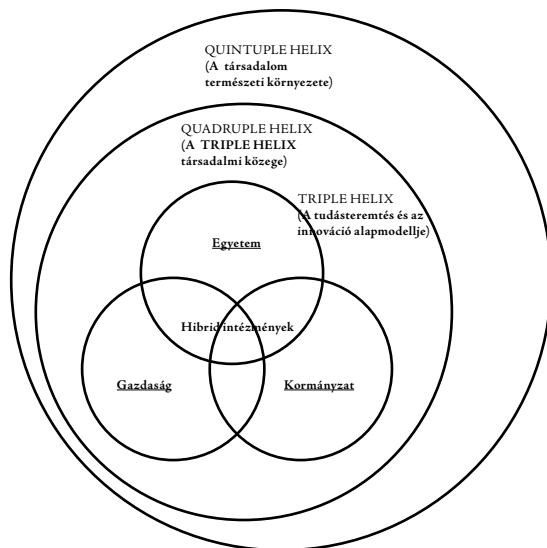 QUINTUPLE HELIX
(A társadalom
természeti környezete)
QUADRUPLE HELIX
(A TRIPLE HELIX
társadalmi közege)
TRIPLE HELIX
(A tudásteremtés és az
innováció alapmodellje)
Egyetem
Hibrid intézmények
Gazdaság
Kormányzat